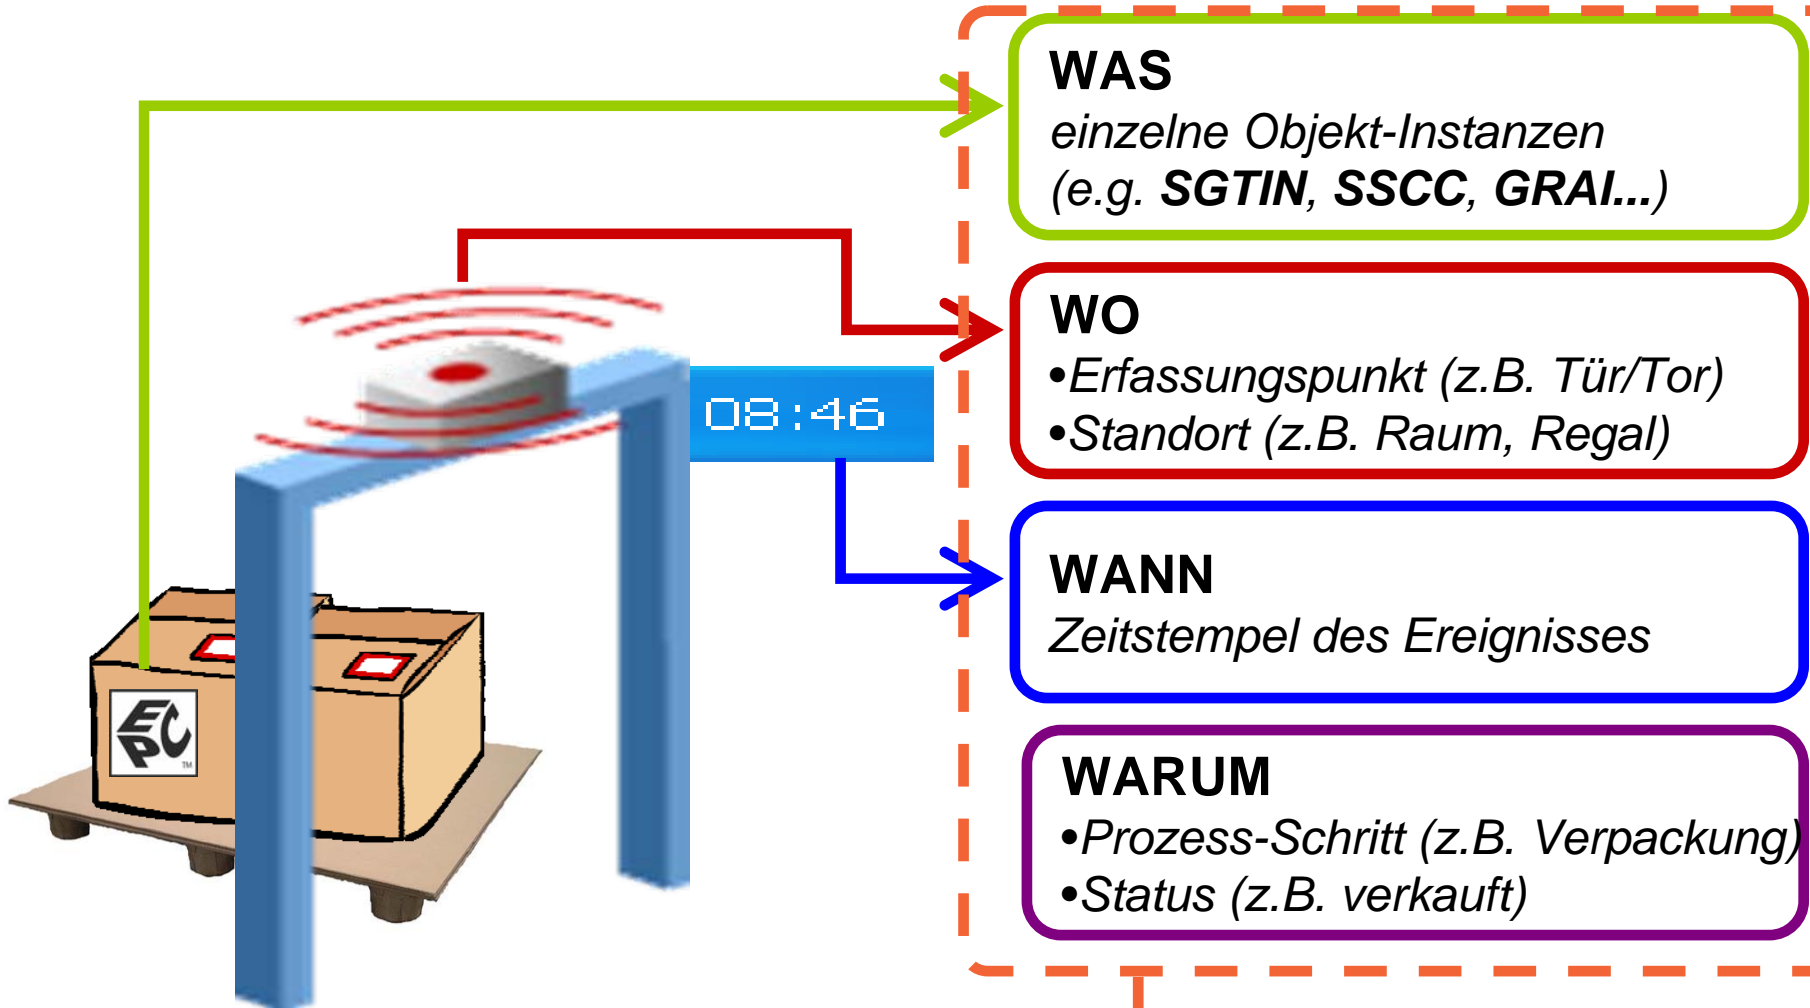 WAS
einzelne Objekt-Instanzen
(e.g. SGTIN, SSCC, GRAI...)
WO
•Erfassungspunkt (z.B. Tür/Tor)
•Standort (z.B. Raum, Regal)
08:46
WANN
Zeitstempel des Ereignisses
EPC
TM
WARUM
•Prozess-Schritt (z.B. Verpackung)
•Status (z.B. verkauft)